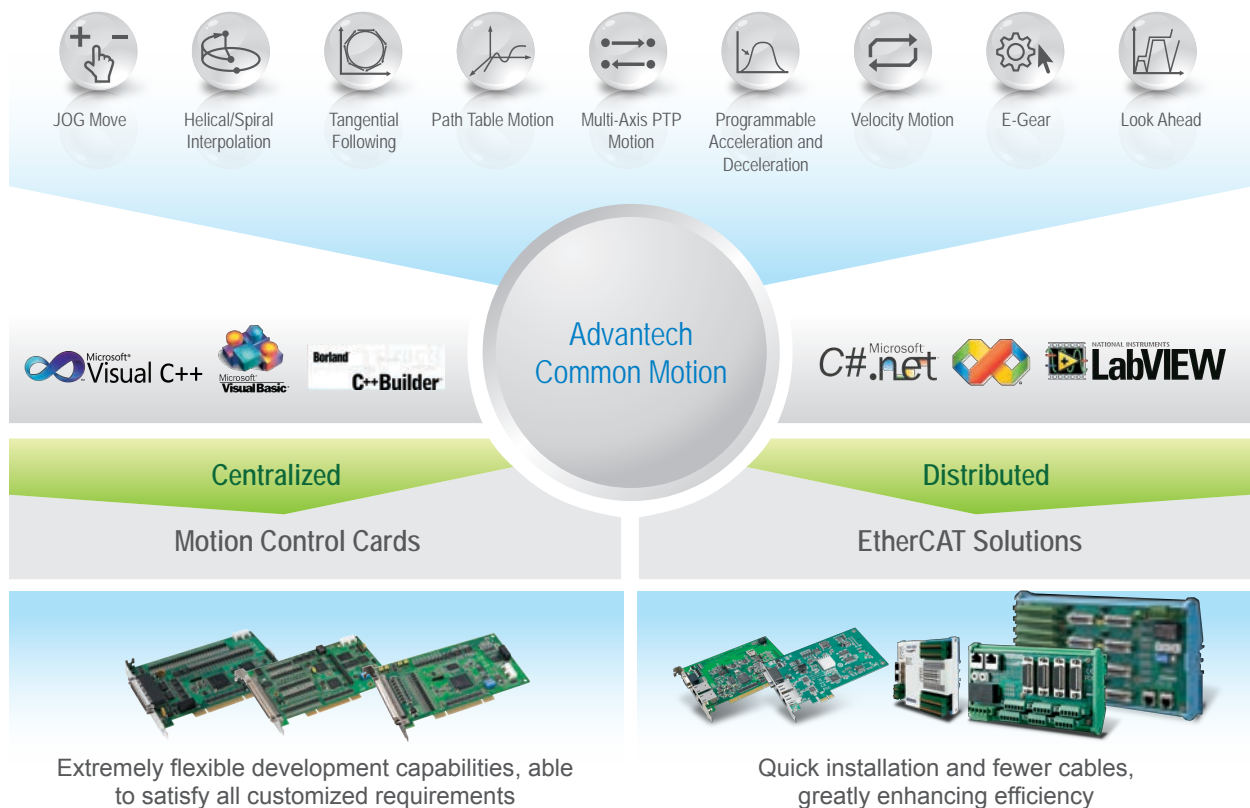 JOG Move
Helical/Spiral
Interpolation
Tangential
Following
Path Table Motion
Multi-Axis PTP
Motion
Programmable
Acceleration and
Deceleration
Velocity Motion
E-Gear
Look Ahead
Advantech
Common Motion
Microsoft®
Visual C++
Microsoft®
Visual Basic
Borland
C++Builder
Microsoft
C#.net
NATIONAL INSTRUMENTS
LabVIEW
Centralized
Distributed
Motion Control Cards
EtherCAT Solutions
Extremely flexible development capabilities, able
to satisfy all customized requirements
Quick installation and fewer cables,
greatly enhancing efficiency